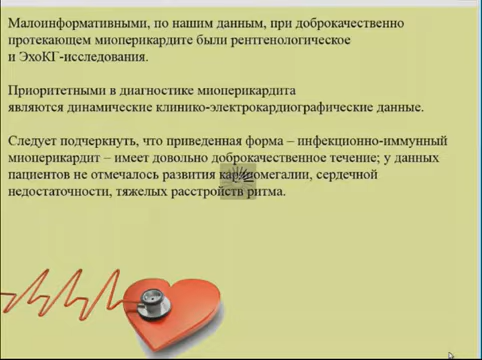 Малоинформативными, по нашим данным, при доброкачественно
протекающем миоперикардите были рентгенологическое
и ЭхоКГ-исследования.
Приоритетными в диагностике миоперикардита
являются динамические клинико-электрокардиографические данные.
Следует подчеркнуть, что приведенная форма – инфекционно-иммунный
миоперикардит – имеет довольно доброкачественное течение; у данных
пациентов не отмечалось развития кардиомегалии, сердечной
недостаточности, тяжелых расстройств ритма.